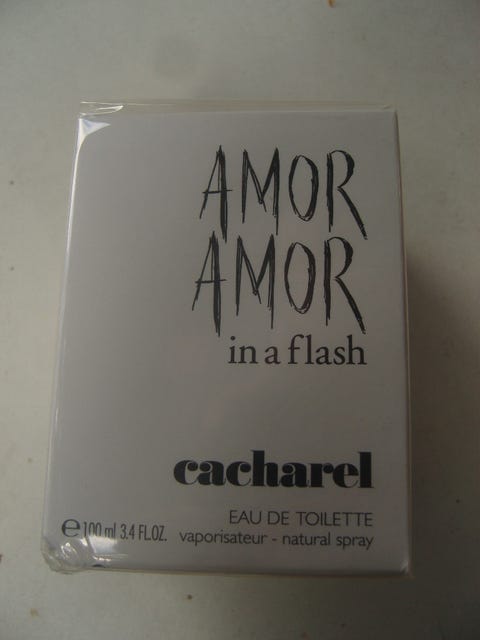 AMOR
AMOR
in a flash
cacharel
EAU DE TOILETTE
℮ 100 ml 3.4 FL.OZ. vaporisateur - natural spray